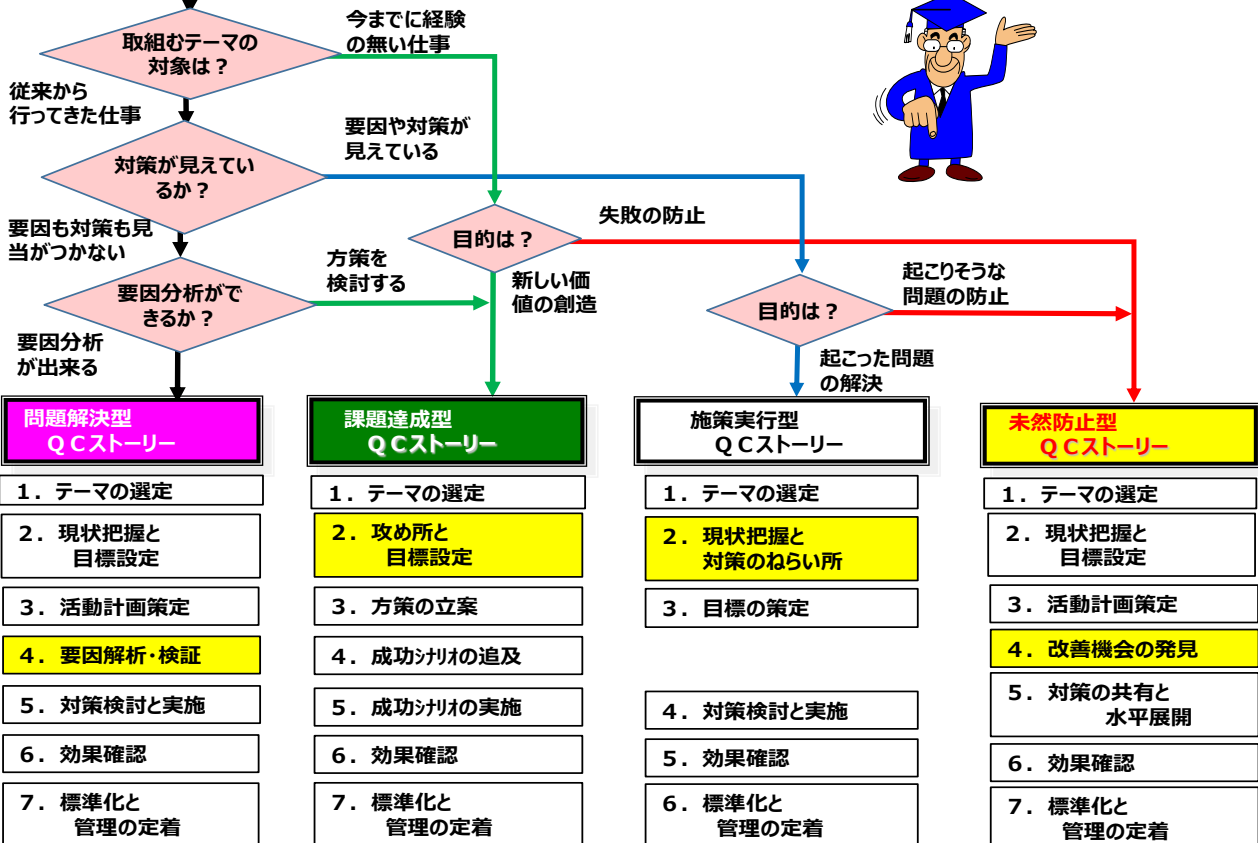 取組むテーマの
対象は？
今までに経験
の無い仕事
従来から
行ってきた仕事
対策が見えてい
るか？
要因や対策が
見えている
要因も対策も見
当がつかない
要因分析がで
きるか？
方策を
検討する
目的は？
失敗の防止
新しい価
値の創造
目的は？
起こりそうな
問題の防止
起こった問題
の解決
要因分析
が出来る
問題解決型
ＱＣストーリー
１．テーマの選定
２．現状把握と
目標設定
３．活動計画策定
４．要因解析・検証
５．対策検討と実施
６．効果確認
７．標準化と
管理の定着
課題達成型
ＱＣストーリー
１．テーマの選定
２．攻め所と
目標設定
３．方策の立案
４．成功ｼﾅﾘｵの追及
５．成功ｼﾅﾘｵの実施
６．効果確認
７．標準化と
管理の定着
施策実行型
ＱＣストーリー
１．テーマの選定
２．現状把握と
対策のねらい所
３．目標の策定
４．対策検討と実施
５．効果確認
６．標準化と
管理の定着
未然防止型
ＱＣストーリー
１．テーマの選定
２．現状把握と
目標設定
３．活動計画策定
４．改善機会の発見
５．対策の共有と
水平展開
６．効果確認
７．標準化と
管理の定着